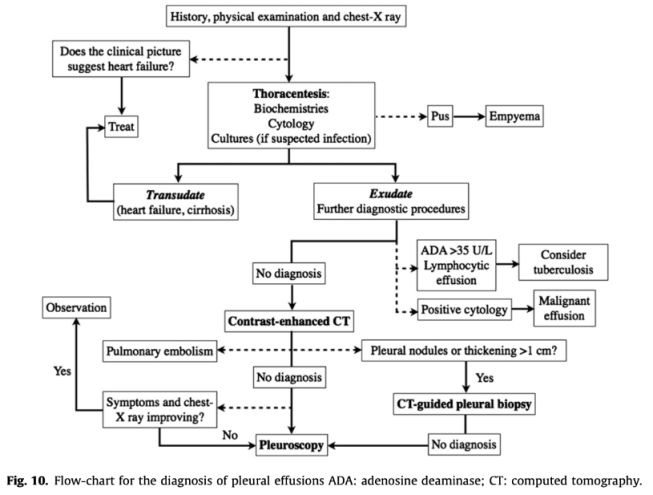 History, physical examination and chest-X ray
Does the clinical picture
suggest heart failure?
Thoracentesis:
Biochemistries
Cytology
Cultures (if suspected infection)
Pus
Empyema
Treat
Transudate
(heart failure, cirrhosis)
Exudate
Further diagnostic procedures
ADA >35 U/L
Lymphocytic
effusion
Consider
tuberculosis
No diagnosis
Positive cytology
Malignant
effusion
Observation
Contrast-enhanced CT
Pulmonary embolism
Pleural nodules or thickening >1 cm?
Yes
No diagnosis
Yes
Symptoms and chest-
X ray improving?
CT-guided pleural biopsy
No
Pleuroscopy
No diagnosis
Fig. 10. Flow-chart for the diagnosis of pleural effusions ADA: adenosine deaminase; CT: computed tomography.